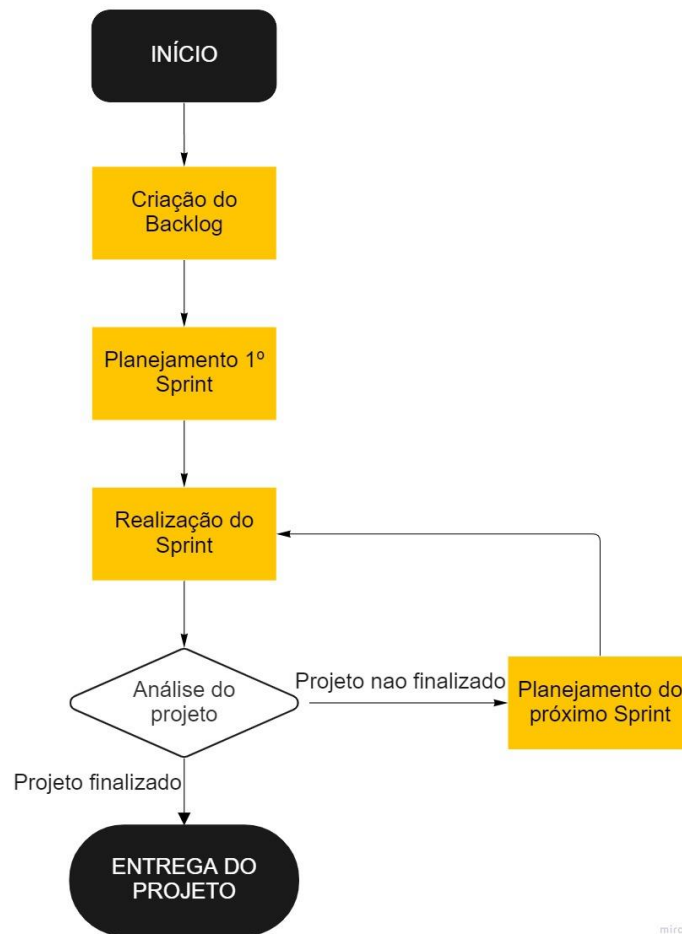 INÍCIO
Criação do
Backlog
Planejamento 1º
Sprint
Realização do
Sprint
Análise do
projeto
Projeto nao finalizado
Planejamento do
próximo Sprint
Projeto finalizado
ENTREGA DO
PROJETO
miro